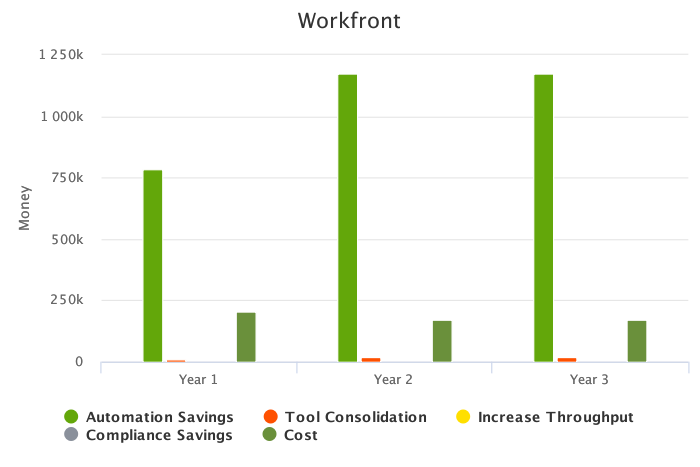 Workfront
1 250k
1 000k
750k
500k
250k
0
Money
Year 1 Year 2 Year 3
Automation Savings Tool Consolidation Increase Throughput
Compliance Savings Cost